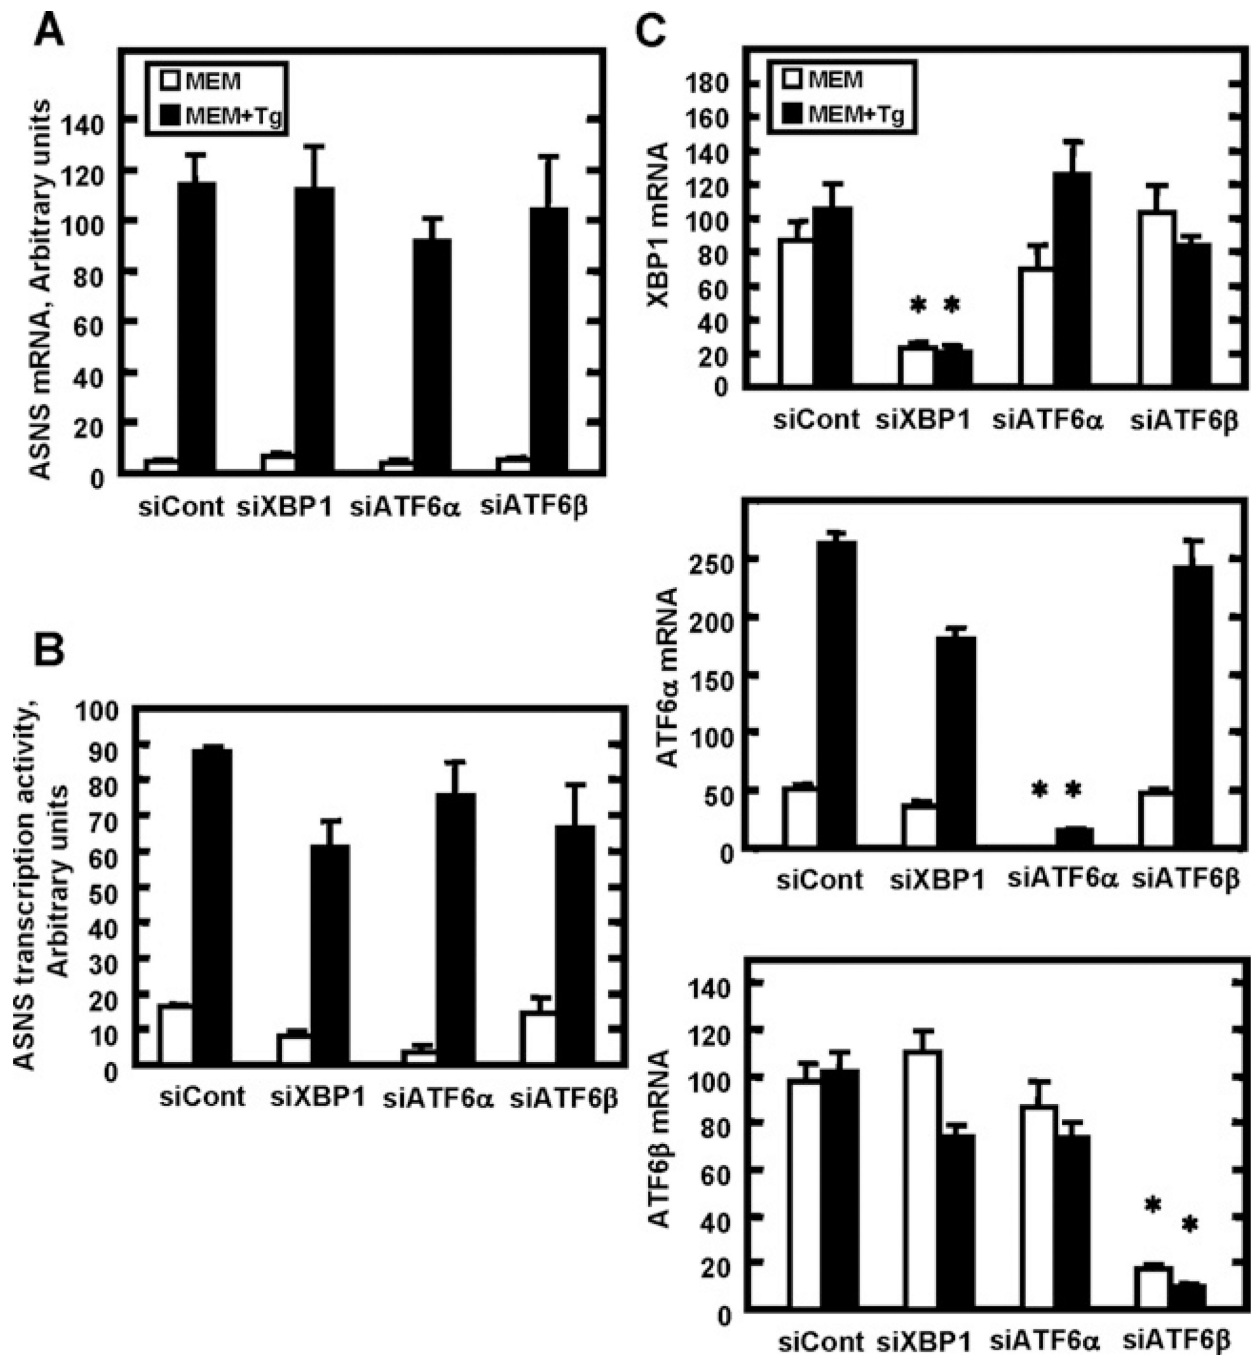 A
ASNS mRNA, Arbitrary units
MEM
MEM+Tg
140
120
100
80
60
40
20
0
siCont siXBP1 siATF6α siATF6β
B
ASNS transcription activity,
Arbitrary units
100
90
80
70
60
50
40
30
20
10
0
siCont siXBP1 siATF6α siATF6β
C
XBP1 mRNA
MEM
MEM+Tg
180
160
140
120
100
80
60
40
20
0
* *
siCont siXBP1 siATF6α siATF6β
ATF6α mRNA
250
200
150
100
50
0
* *
siCont siXBP1 siATF6α siATF6β
ATF6β mRNA
140
120
100
80
60
40
20
0
* *
siCont siXBP1 siATF6α siATF6β